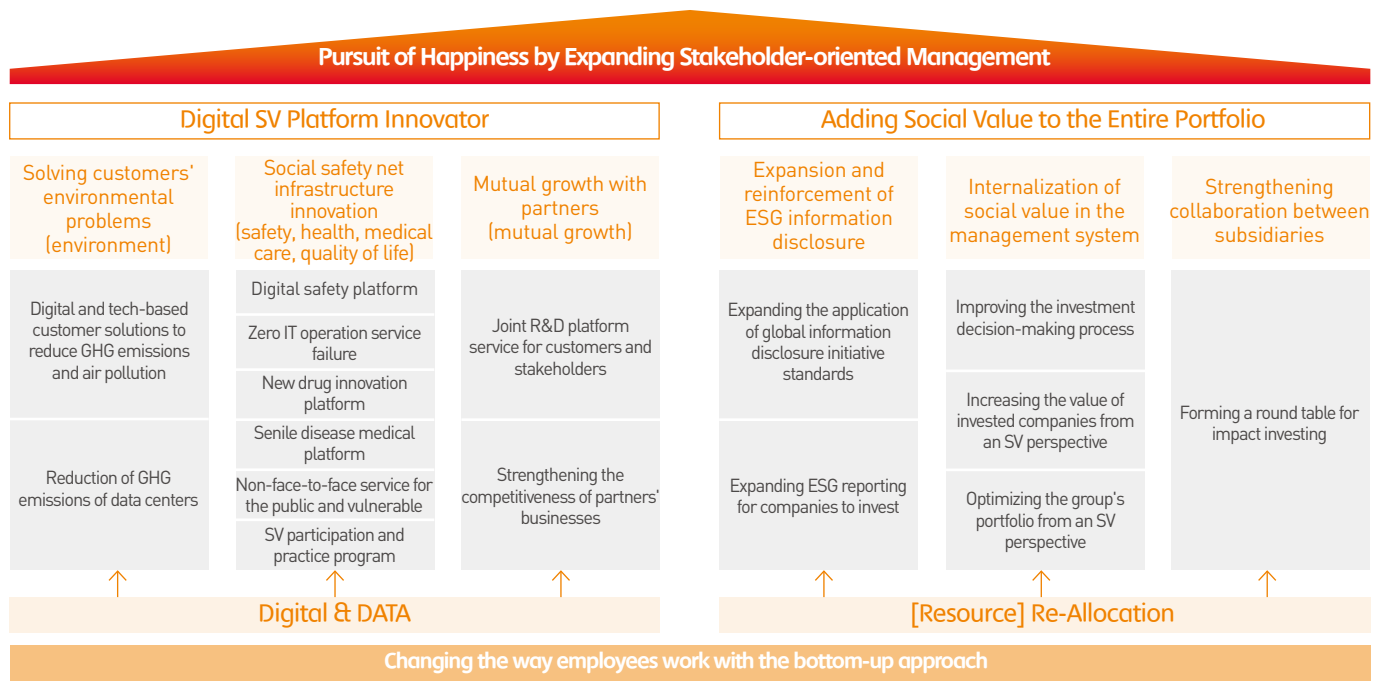 Pursuit of Happiness by Expanding Stakeholder-oriented Management
Digital SV Platform Innovator
Solving customers'
environmental
problems
(environment)
Social safety net
infrastructure
innovation
(safety, health, medical
care, quality of life)
Mutual growth with
partners
(mutual growth)
Digital and tech-based
customer solutions to
reduce GHG emissions
and air pollution
Reduction of GHG
emissions of data centers
Digital safety platform
Zero IT operation service
failure
New drug innovation
platform
Senile disease medical
platform
Non-face-to-face service for
the public and vulnerable
SV participation and
practice program
Joint R&D platform
service for customers and
stakeholders
Strengthening the
competitiveness of partners'
businesses
Digital & DATA
Adding Social Value to the Entire Portfolio
Expansion and
reinforcement of
ESG information
disclosure
Internalization of
social value in the
management system
Strengthening
collaboration between
subsidiaries
Expanding the application
of global information
disclosure initiative
standards
Expanding ESG reporting
for companies to invest
Improving the investment
decision-making process
Increasing the value of
invested companies from
an SV perspective
Optimizing the group's
portfolio from an SV
perspective
Forming a round table for
impact investing
[Resource] Re-Allocation
Changing the way employees work with the bottom-up approach